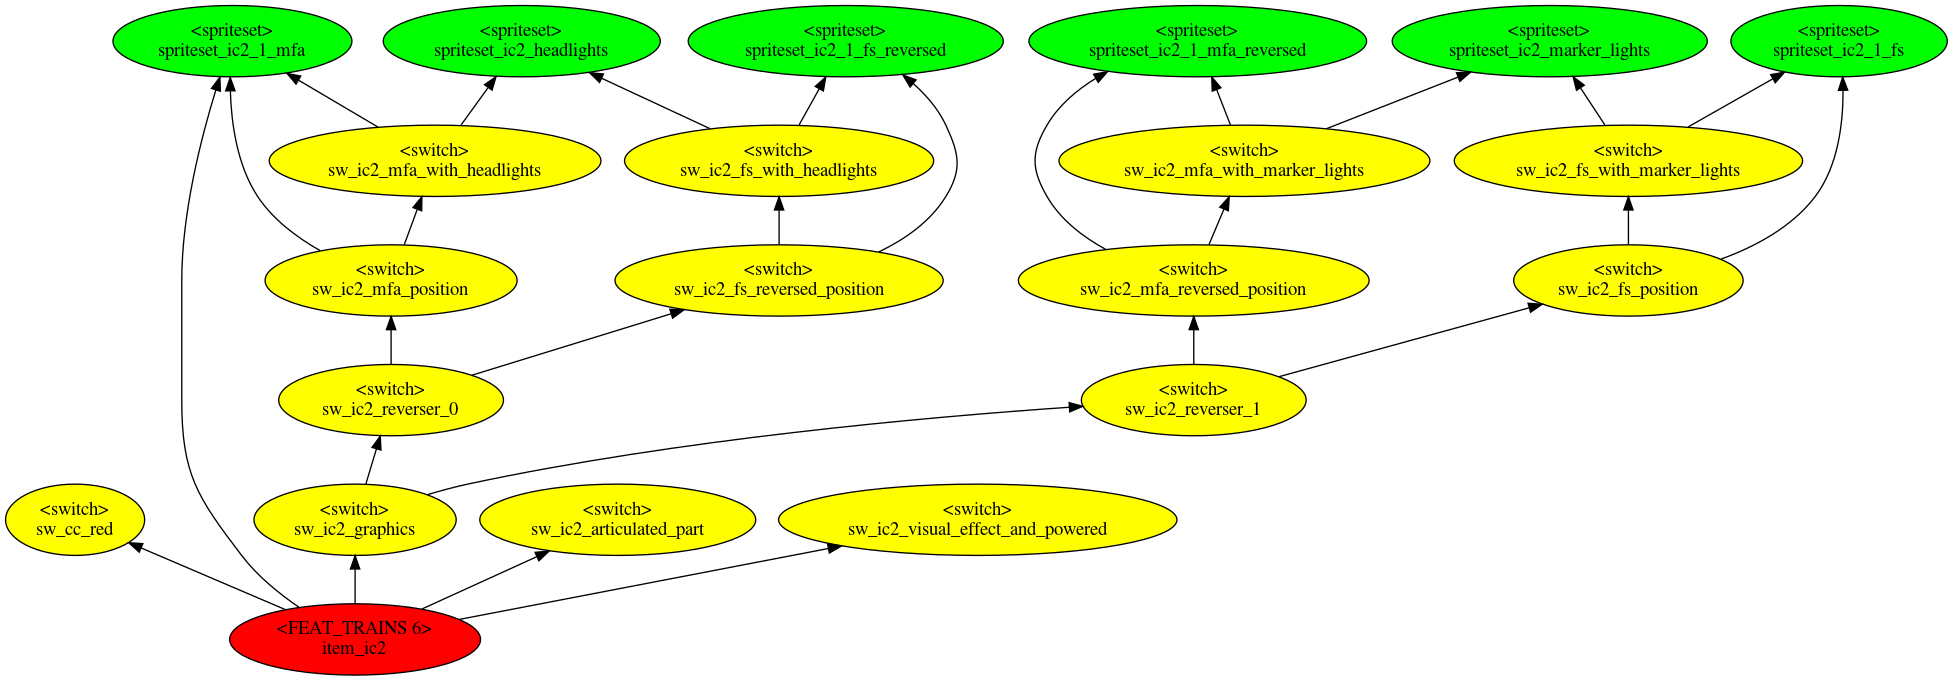 <spriteset>
spriteset_ic2_1_mfa
<spriteset>
spriteset_ic2_headlights
<spriteset>
spriteset_ic2_1_fs_reversed
<spriteset>
spriteset_ic2_1_mfa_reversed
<spriteset>
spriteset_ic2_marker_lights
<spriteset>
spriteset_ic2_1_fs
<switch>
sw_ic2_mfa_with_headlights
<switch>
sw_ic2_fs_with_headlights
<switch>
sw_ic2_mfa_with_marker_lights
<switch>
sw_ic2_fs_with_marker_lights
<switch>
sw_ic2_mfa_position
<switch>
sw_ic2_fs_reversed_position
<switch>
sw_ic2_mfa_reversed_position
<switch>
sw_ic2_fs_position
<switch>
sw_ic2_reverser_0
<switch>
sw_ic2_reverser_1
<switch>
sw_cc_red
<switch>
sw_ic2_graphics
<switch>
sw_ic2_articulated_part
<switch>
sw_ic2_visual_effect_and_powered
<FEAT_TRAINS 6>
item_ic2